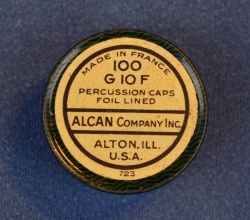 MADE IN FRANCE
100
G 10 F
PERCUSSION CAPS
FOIL LINED
ALCAN COMPANY INC.
ALTON, ILL.
U.S.A.
723